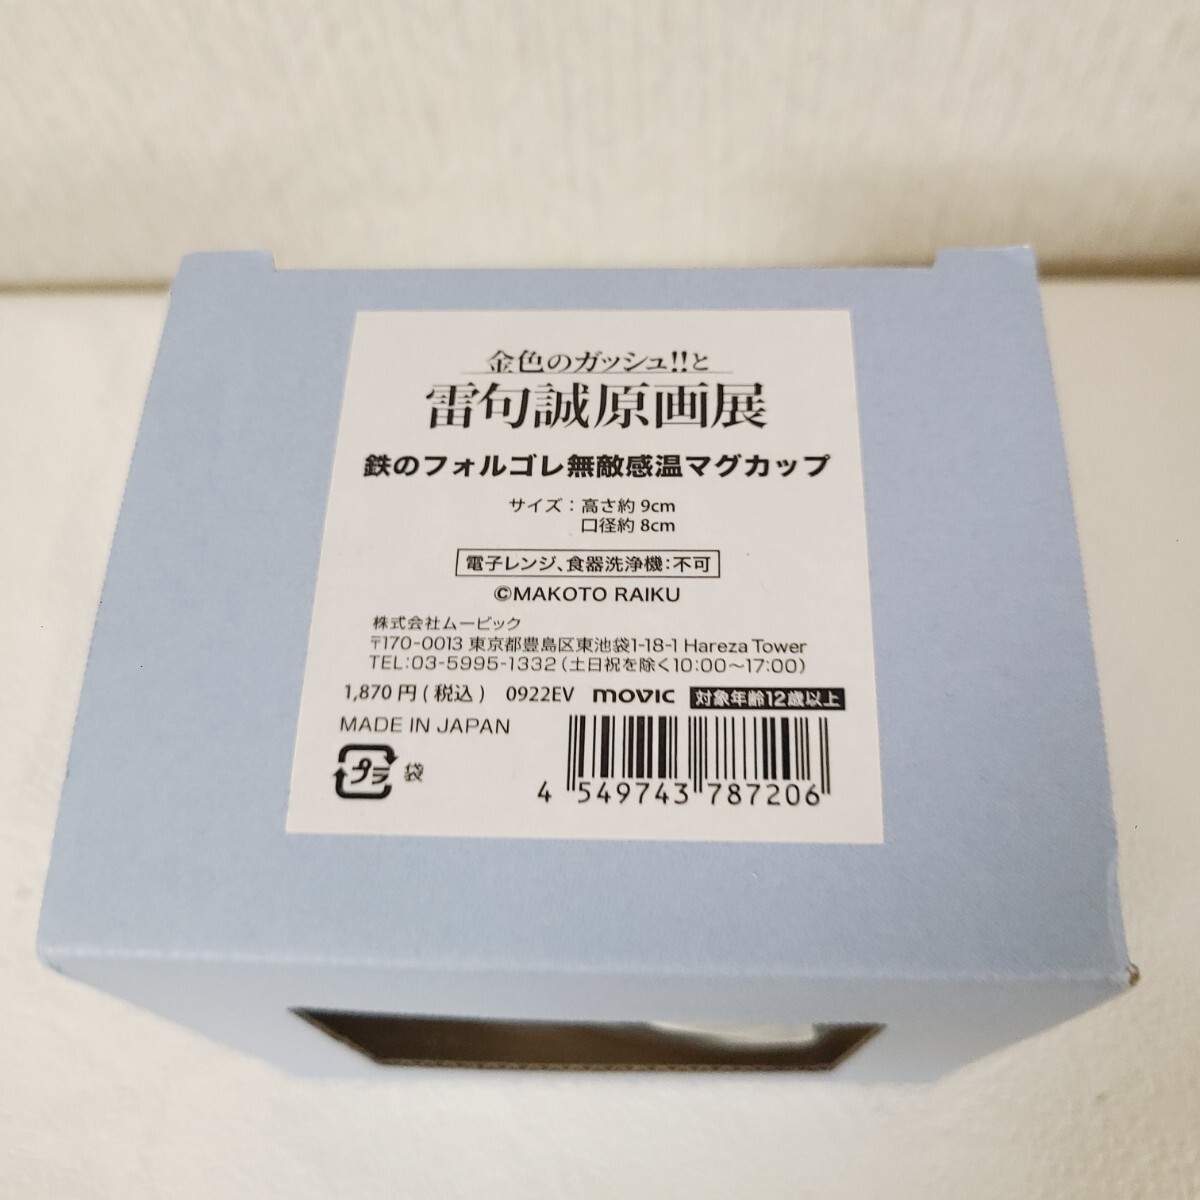 金色のガッシュ!!と
雷句誠原画展
鉄のフォルゴレ無敵感温マグカップ
サイズ：高さ約 9cm
口径約 8cm
電子レンジ、食器洗浄機：不可
©MAKOTO RAIKU
株式会社ムービック
〒170-0013 東京都豊島区東池袋1-18-1 Hareza Tower
TEL:03-5995-1332（土日祝を除く10:00〜17:00）
1,870円(税込) 0922EV movic 対象年齢12歳以上
MADE IN JAPAN
プラ 袋
4 549743 787206